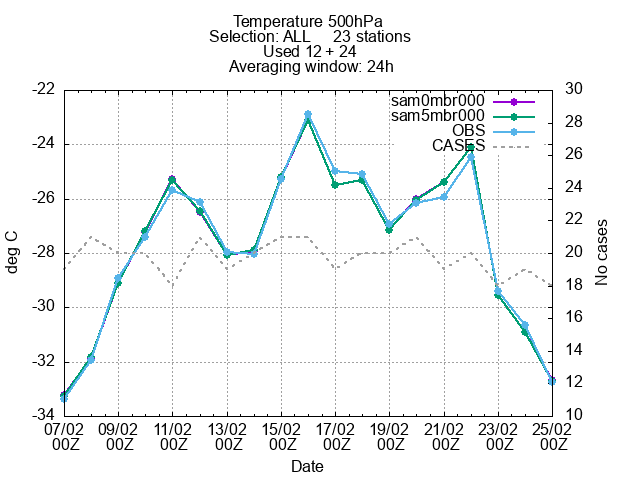 Temperature 500hPa
Selection: ALL 23 stations
Used 12 + 24
Averaging window: 24h
sam0mbr000
sam5mbr000
OBS
CASES
-22
-24
-26
-28
-30
-32
-34
deg C
30
28
26
24
22
20
18
16
14
12
10
No cases
07/02 09/02 11/02 13/02 15/02 17/02 19/02 21/02 23/02 25/02
00Z 00Z 00Z 00Z 00Z 00Z 00Z 00Z 00Z 00Z
Date